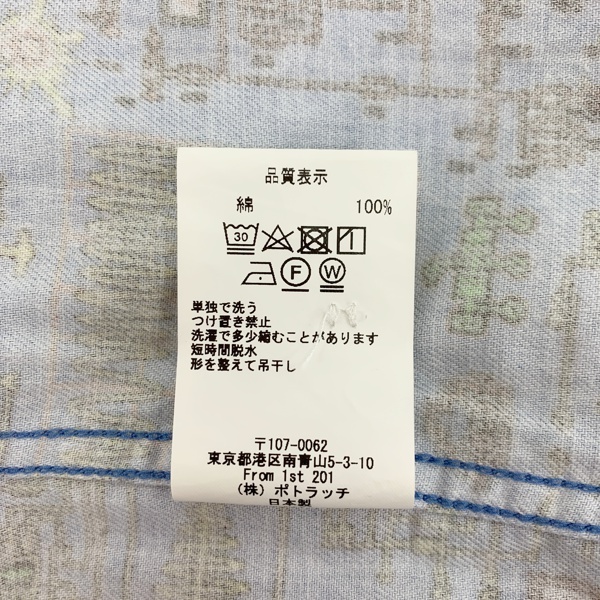 品質表示
綿 100%
30
F W
単独で洗う
つけ置き禁止
洗濯で多少縮むことがあります
短時間脱水
形を整えて吊干し
〒107-0062
東京都港区南青山5-3-10
From 1st 201
(株) ポトラッチ
日本製